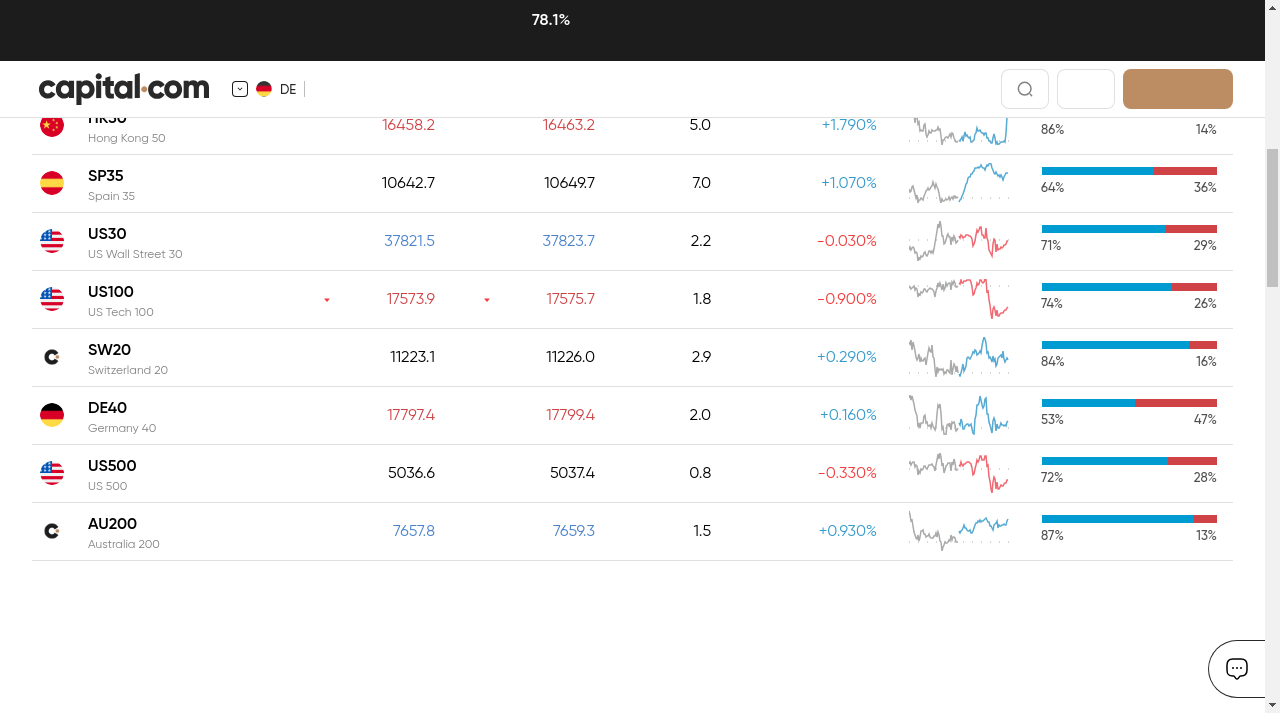 78.1%
capital.com
DE
HK50
Hong Kong 50
16458.2
16463.2
5.0
+1.790%
86%
14%
SP35
Spain 35
10642.7
10649.7
7.0
+1.070%
64%
36%
US30
US Wall Street 30
37821.5
37823.7
2.2
-0.030%
71%
29%
US100
US Tech 100
17573.9
17575.7
1.8
-0.900%
74%
26%
SW20
Switzerland 20
11223.1
11226.0
2.9
+0.290%
84%
16%
DE40
Germany 40
17797.4
17799.4
2.0
+0.160%
53%
47%
US500
US 500
5036.6
5037.4
0.8
-0.330%
72%
28%
AU200
Australia 200
7657.8
7659.3
1.5
+0.930%
87%
13%